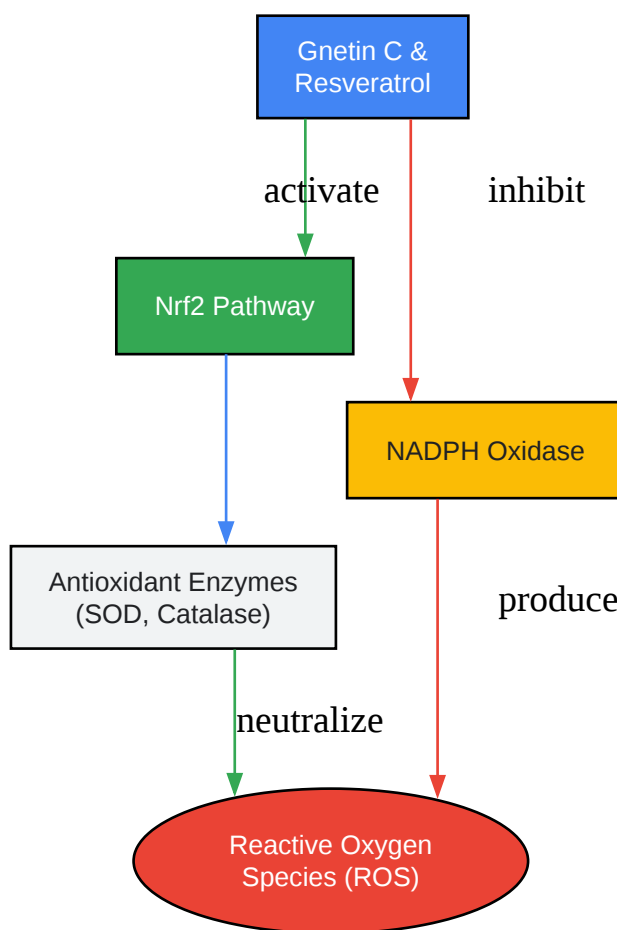 Gnetin C &
Resveratrol
activate
inhibit
Nrf2 Pathway
NADPH Oxidase
Antioxidant Enzymes
(SOD, Catalase)
produce
neutralize
Reactive Oxygen
Species (ROS)